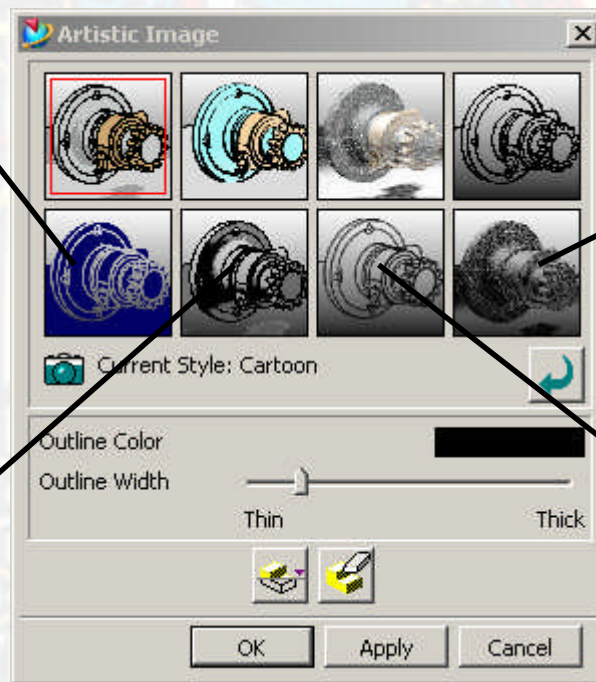 Artistic Image
Current Style: Cartoon
Outline Color
Outline Width
Thin Thick
OK Apply Cancel